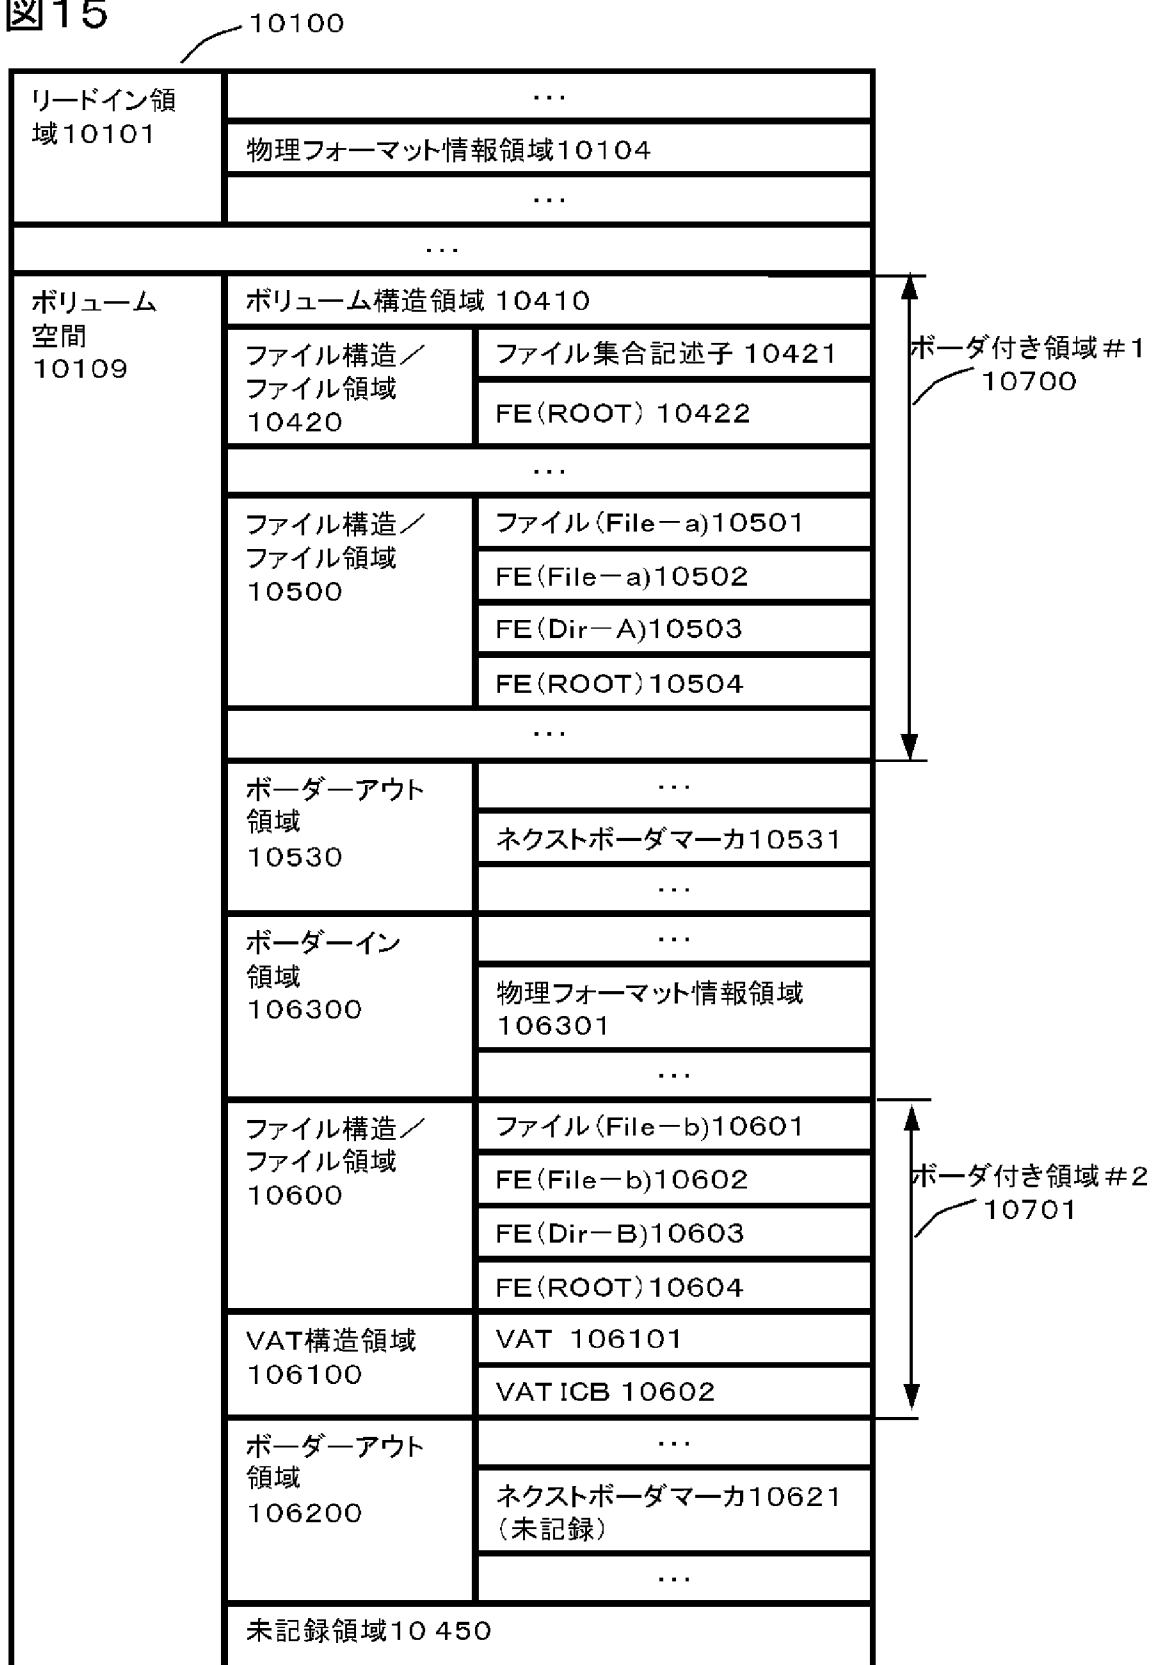 図15
10100
リードイン領
域10101
...
物理フォーマット情報領域10104
...
...
ボリューム
空間
10109
ボリューム構造領域 10410
ファイル構造／
ファイル領域
10420
ファイル集合記述子 10421
FE(ROOT) 10422
...
ファイル構造／
ファイル領域
10500
ファイル(File－a)10501
FE(File－a)10502
FE(Dir－A)10503
FE(ROOT)10504
...
ボーダ付き領域＃1
10700
ボーダーアウト
領域
10530
...
ネクストボーダマーカ10531
...
ボーダーイン
領域
106300
...
物理フォーマット情報領域
106301
...
ファイル構造／
ファイル領域
10600
ファイル(File－b)10601
FE(File－b)10602
FE(Dir－B)10603
FE(ROOT)10604
VAT構造領域
106100
VAT 106101
VAT ICB 10602
ボーダ付き領域＃2
10701
ボーダーアウト
領域
106200
...
ネクストボーダマーカ10621
（未記録）
...
未記録領域10 450